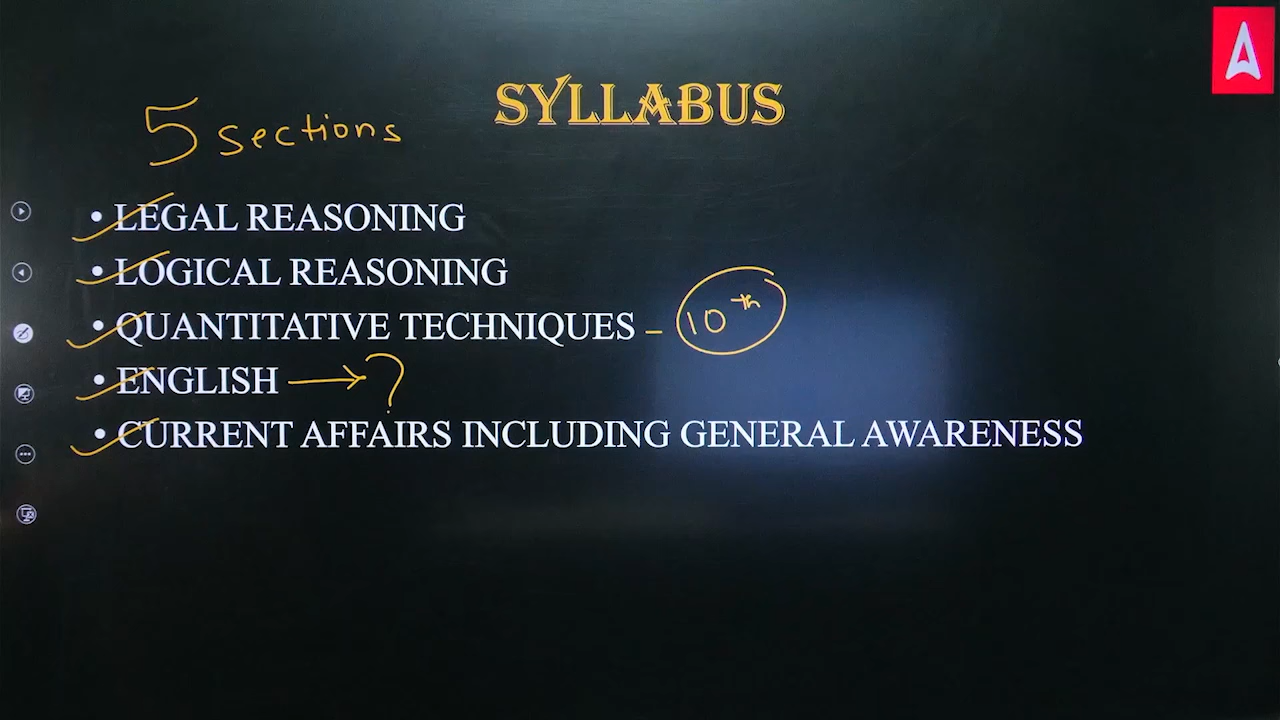 SYLLABUS
5 sections
• LEGAL REASONING
• LOGICAL REASONING
• QUANTITATIVE TECHNIQUES – 10th
• ENGLISH → ?
• CURRENT AFFAIRS INCLUDING GENERAL AWARENESS